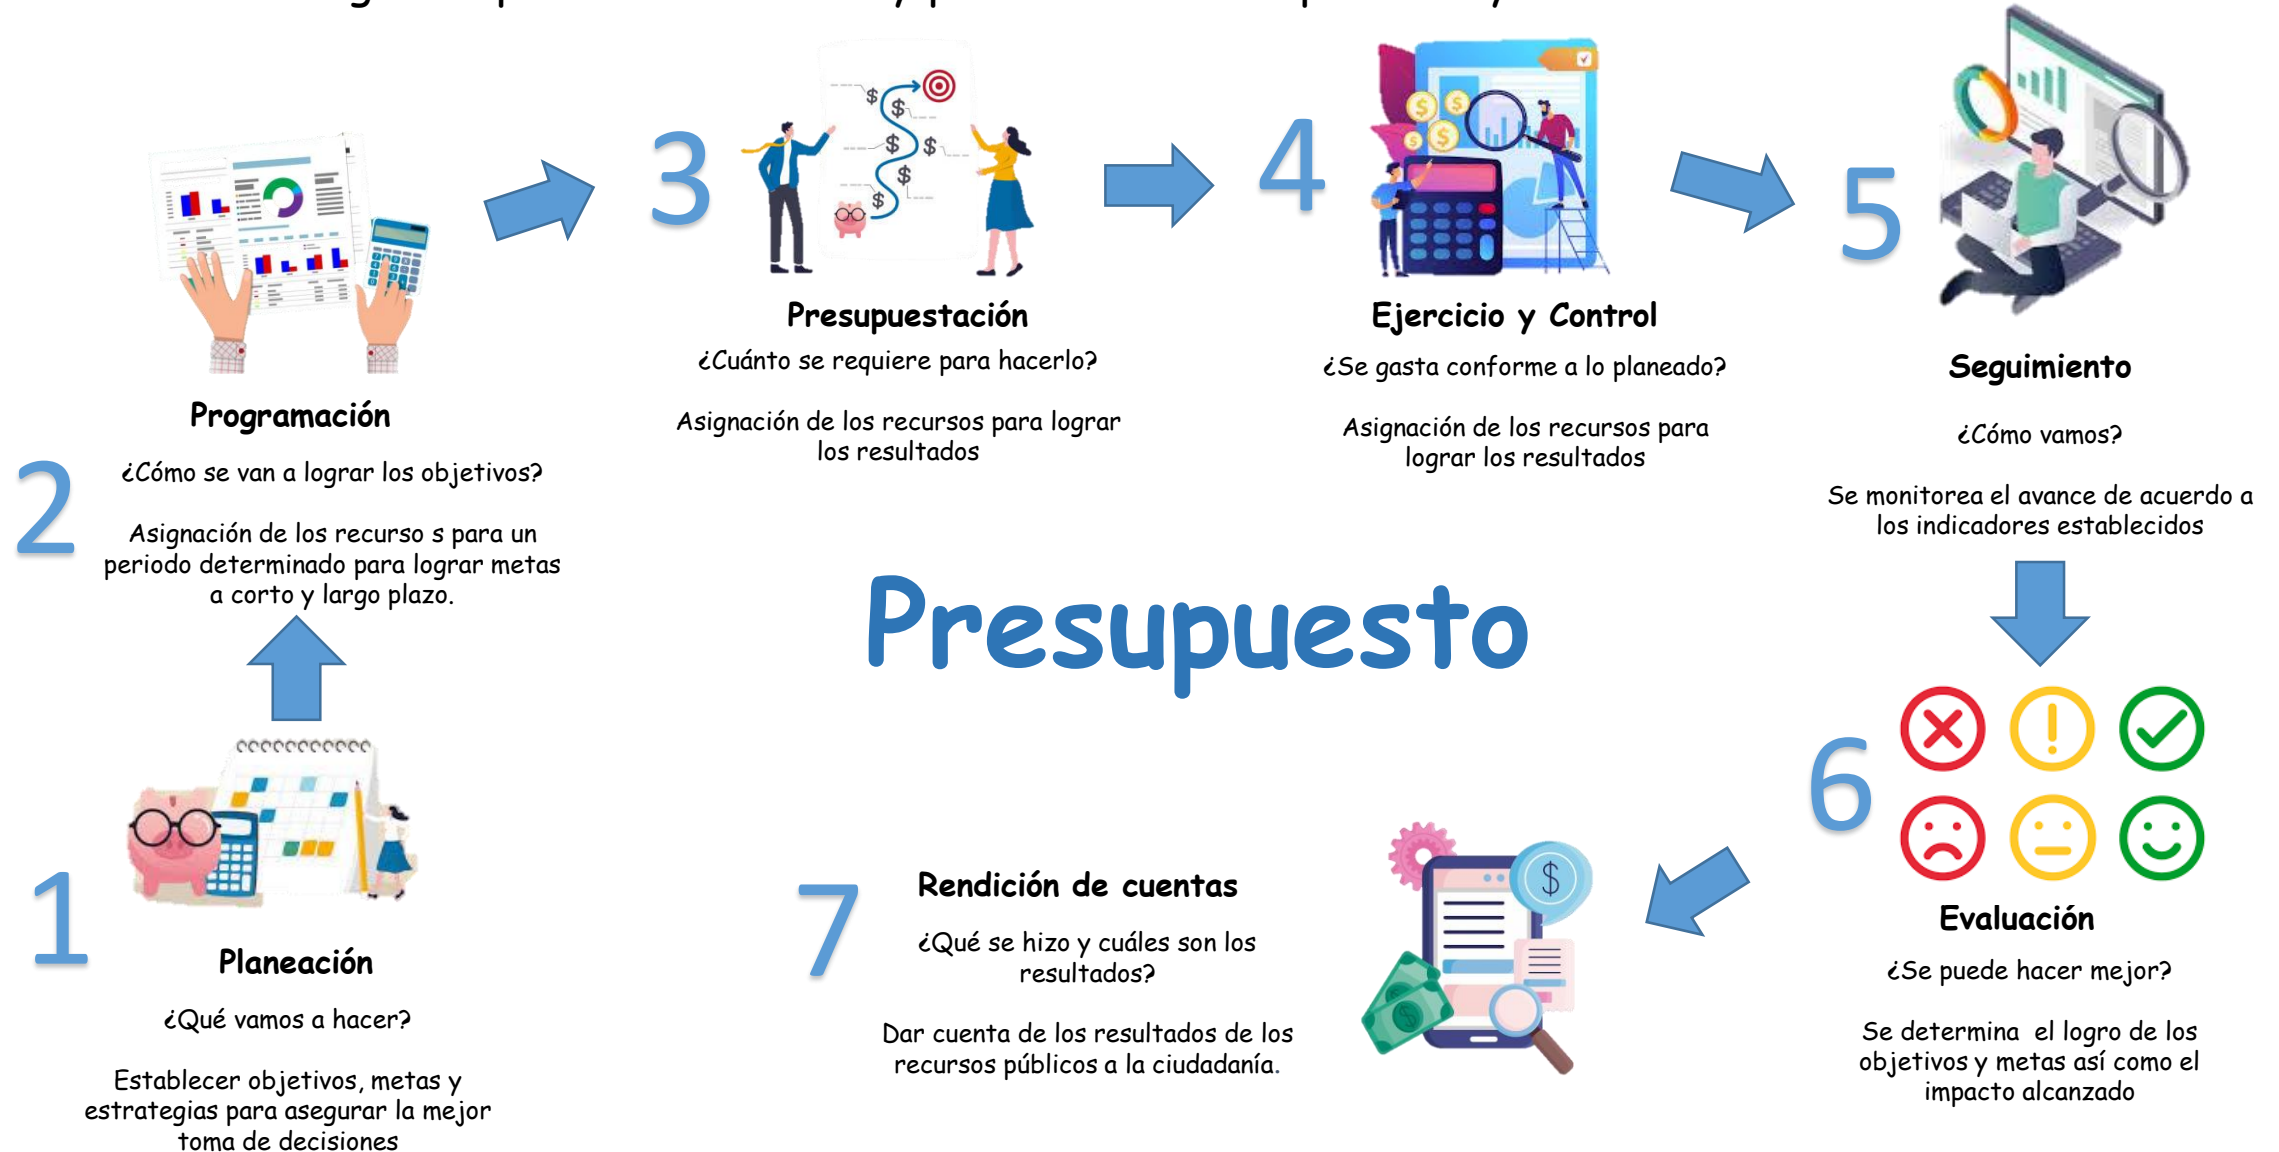 1
Planeación
¿Qué vamos a hacer?
Establecer objetivos, metas y
estrategias para asegurar la mejor
toma de decisiones
2
Programación
¿Cómo se van a lograr los objetivos?
Asignación de los recurso s para un
periodo determinado para lograr metas
a corto y largo plazo.
3
Presupuestación
¿Cuánto se requiere para hacerlo?
Asignación de los recursos para lograr
los resultados
4
Ejercicio y Control
¿Se gasta conforme a lo planeado?
Asignación de los recursos para
lograr los resultados
5
Seguimiento
¿Cómo vamos?
Se monitorea el avance de acuerdo a
los indicadores establecidos
Presupuesto
6
Evaluación
¿Se puede hacer mejor?
Se determina  el logro de los
objetivos y metas así como el
impacto alcanzado
7
Rendición de cuentas
¿Qué se hizo y cuáles son los
resultados?
Dar cuenta de los resultados de los
recursos públicos a la ciudadanía.